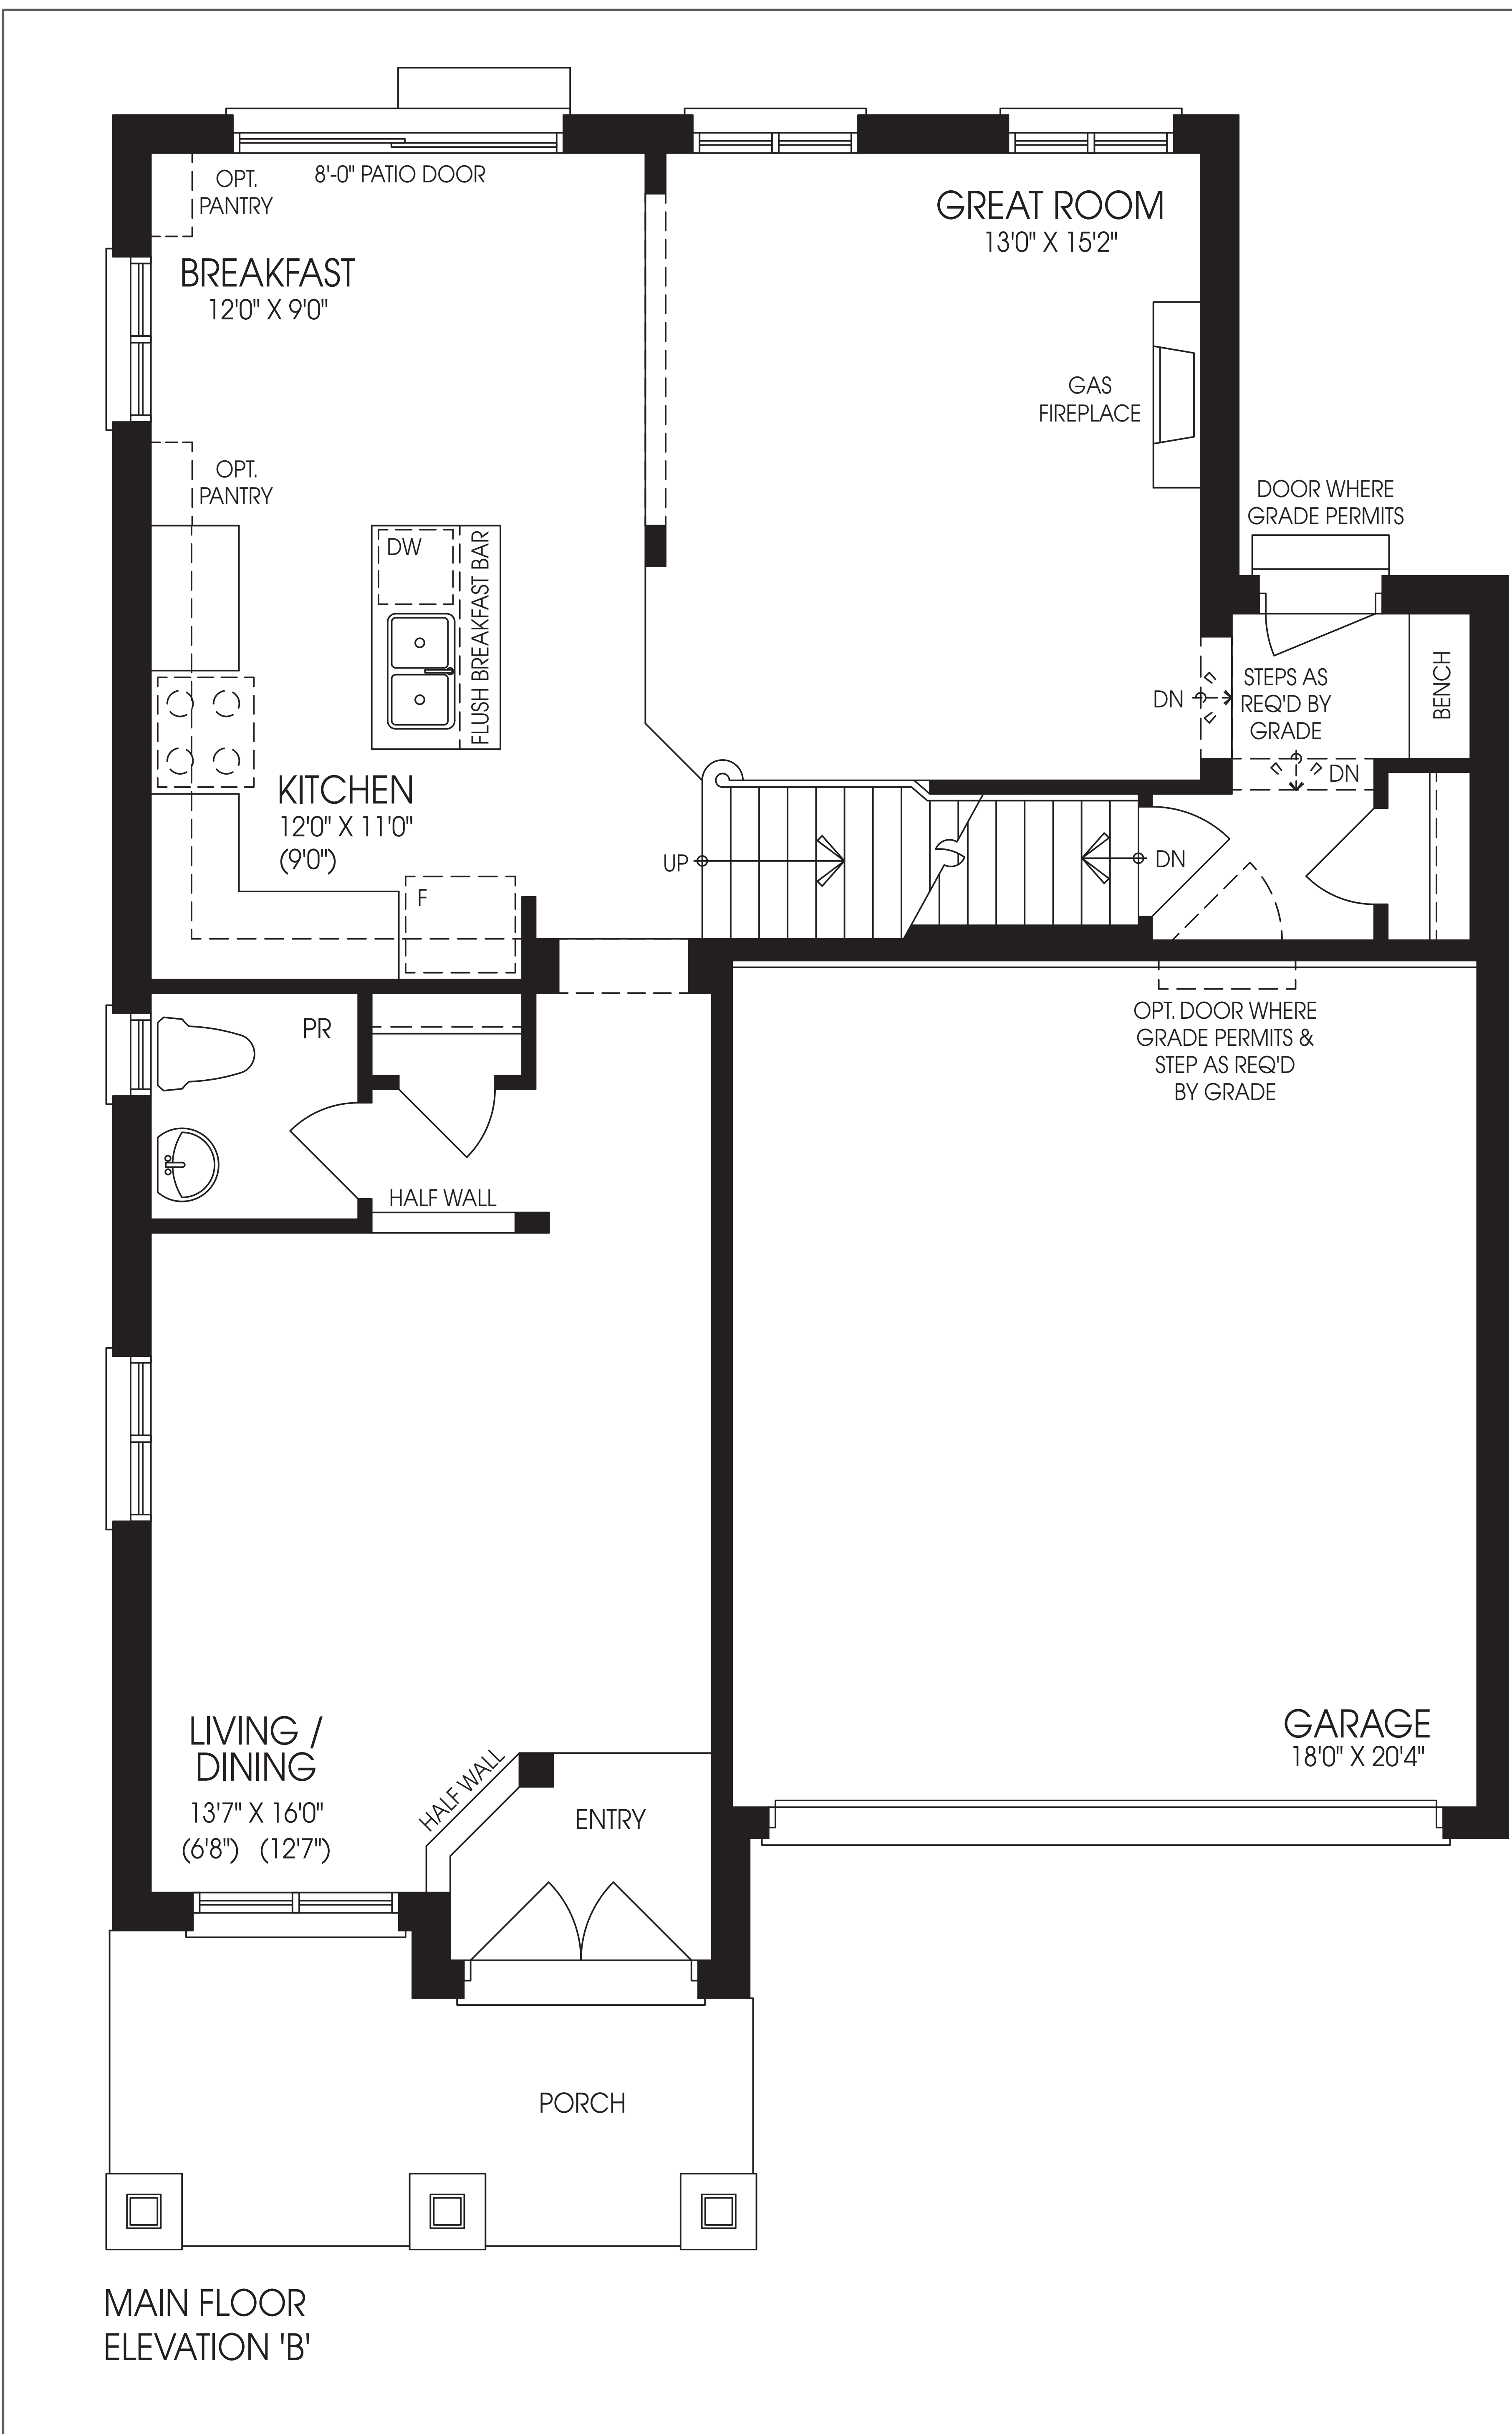 8'-0" PATIO DOOR
OPT.
PANTRY
BREAKFAST
12'0" X 9'0"
GREAT ROOM
13'0" X 15'2"
GAS
FIREPLACE
OPT.
PANTRY
DOOR WHERE
GRADE PERMITS
DW
FLUSH BREAKFAST BAR
DN
STEPS AS
REQ'D BY
GRADE
BENCH
DN
KITCHEN
12'0" X 11'0"
(9'0")
F
UP
DN
PR
OPT. DOOR WHERE
GRADE PERMITS &
STEP AS REQ'D
BY GRADE
HALF WALL
LIVING /
DINING
13'7" X 16'0"
(6'8") (12'7")
HALF WALL
ENTRY
GARAGE
18'0" X 20'4"
PORCH
MAIN FLOOR
ELEVATION 'B'